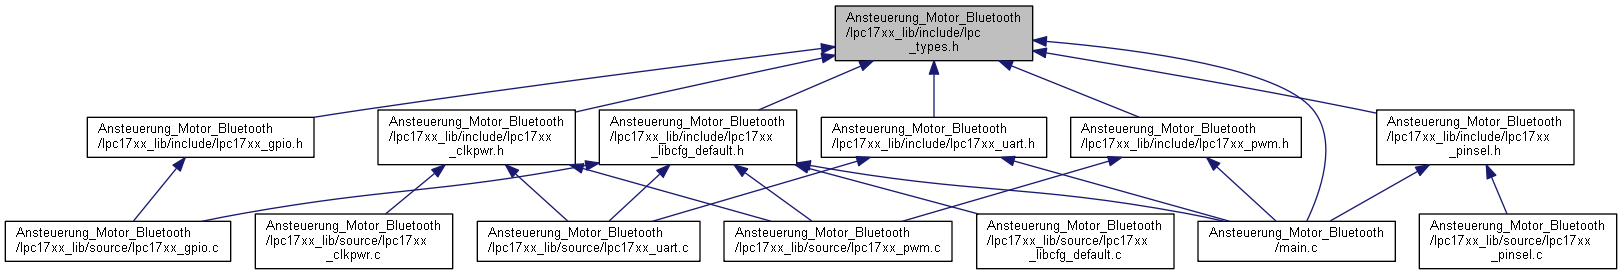 Ansteuerung_Motor_Bluetooth
/lpc17xx_lib/include/lpc
_types.h
Ansteuerung_Motor_Bluetooth
/lpc17xx_lib/include/lpc17xx_gpio.h
Ansteuerung_Motor_Bluetooth
/lpc17xx_lib/include/lpc17xx
_clkpwr.h
Ansteuerung_Motor_Bluetooth
/lpc17xx_lib/include/lpc17xx
_libcfg_default.h
Ansteuerung_Motor_Bluetooth
/lpc17xx_lib/include/lpc17xx_uart.h
Ansteuerung_Motor_Bluetooth
/lpc17xx_lib/include/lpc17xx_pwm.h
Ansteuerung_Motor_Bluetooth
/lpc17xx_lib/include/lpc17xx
_pinsel.h
Ansteuerung_Motor_Bluetooth
/lpc17xx_lib/source/lpc17xx_gpio.c
Ansteuerung_Motor_Bluetooth
/lpc17xx_lib/source/lpc17xx
_clkpwr.c
Ansteuerung_Motor_Bluetooth
/lpc17xx_lib/source/lpc17xx_uart.c
Ansteuerung_Motor_Bluetooth
/lpc17xx_lib/source/lpc17xx_pwm.c
Ansteuerung_Motor_Bluetooth
/lpc17xx_lib/source/lpc17xx
_libcfg_default.c
Ansteuerung_Motor_Bluetooth
/main.c
Ansteuerung_Motor_Bluetooth
/lpc17xx_lib/source/lpc17xx
_pinsel.c